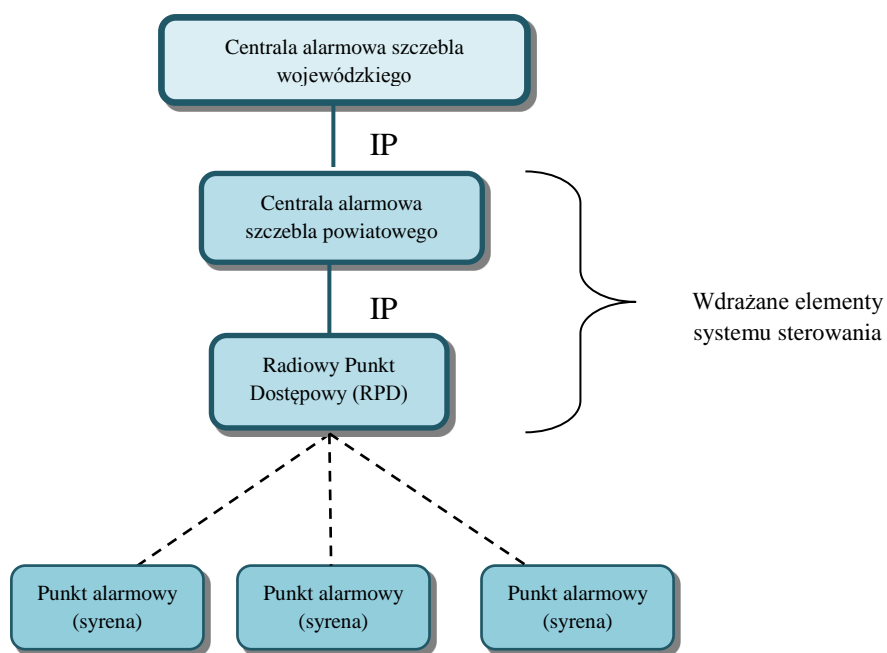 Centrala alarmowa szczebla
wojewódzkiego
IP
Centrala alarmowa
szczebla powiatowego
IP
Wdrażane elementy
systemu sterowania
Radiowy Punkt
Dostępowy (RPD)
Punkt alarmowy
(syrena)
Punkt alarmowy
(syrena)
Punkt alarmowy
(syrena)